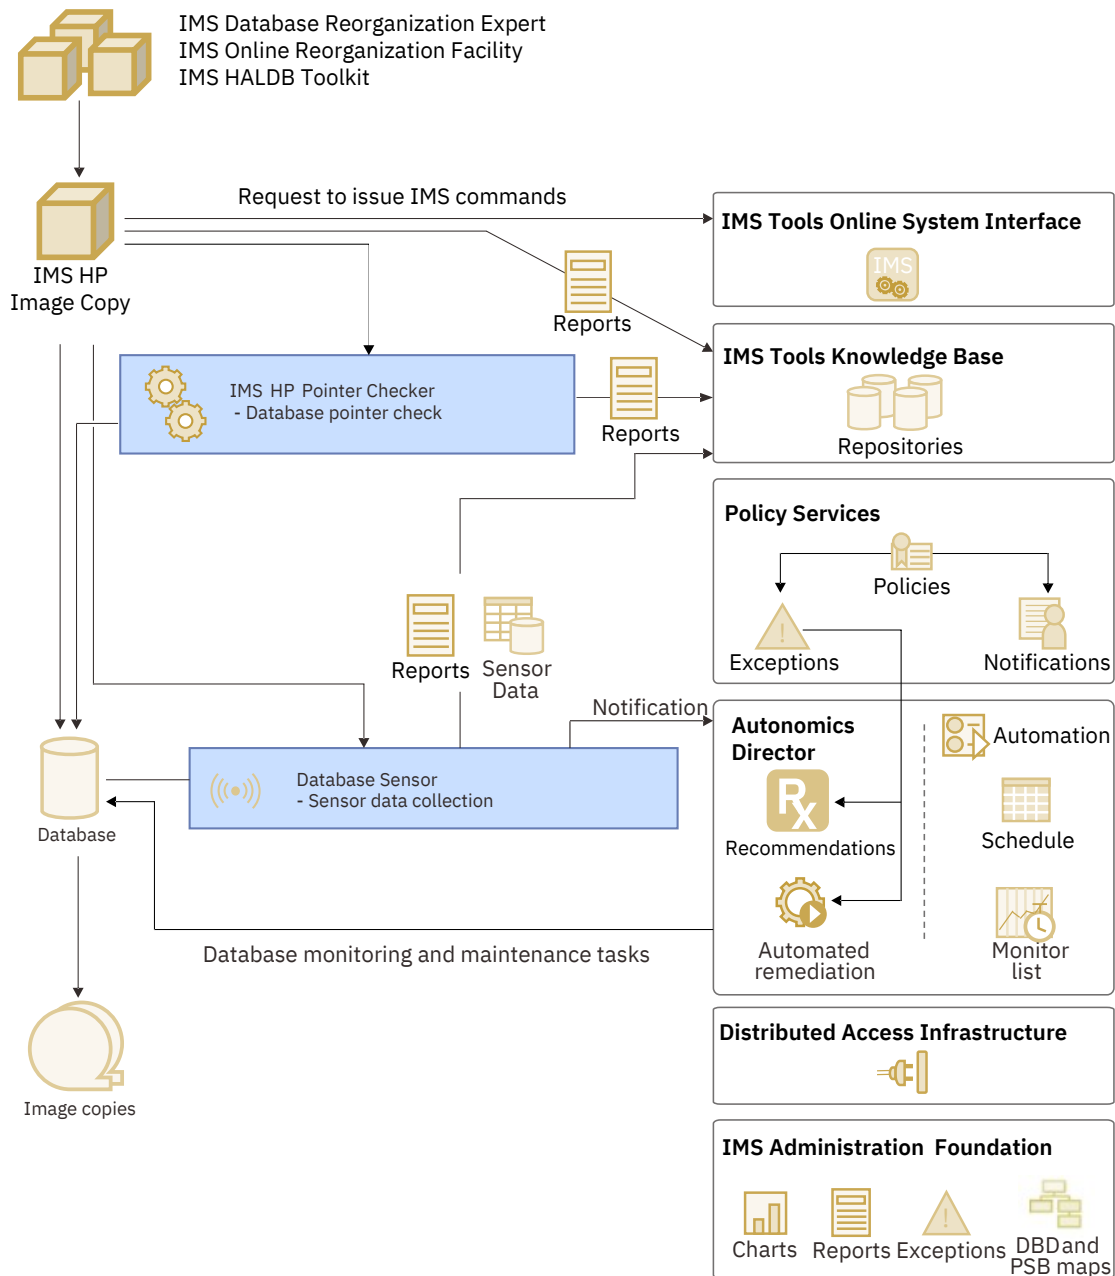 IMS Database Reorganization Expert
IMS Online Reorganization Facility
IMS HALDB Toolkit
Request to issue IMS commands
IMS HP
Image Copy
IMS Tools Online System Interface
IMS
Reports
IMS Tools Knowledge Base
Repositories
IMS HP Pointer Checker
- Database pointer check
Reports
Policy Services
Policies
Exceptions
Notifications
Reports
Sensor
Data
Notification
Autonomics
Director
Rx
Recommendations
Automated
remediation
Automation
Schedule
Monitor
list
Database Sensor
- Sensor data collection
Database
Database monitoring and maintenance tasks
Image copies
Distributed Access Infrastructure
IMS Administration Foundation
Charts
Reports
Exceptions
DBD and
PSB maps